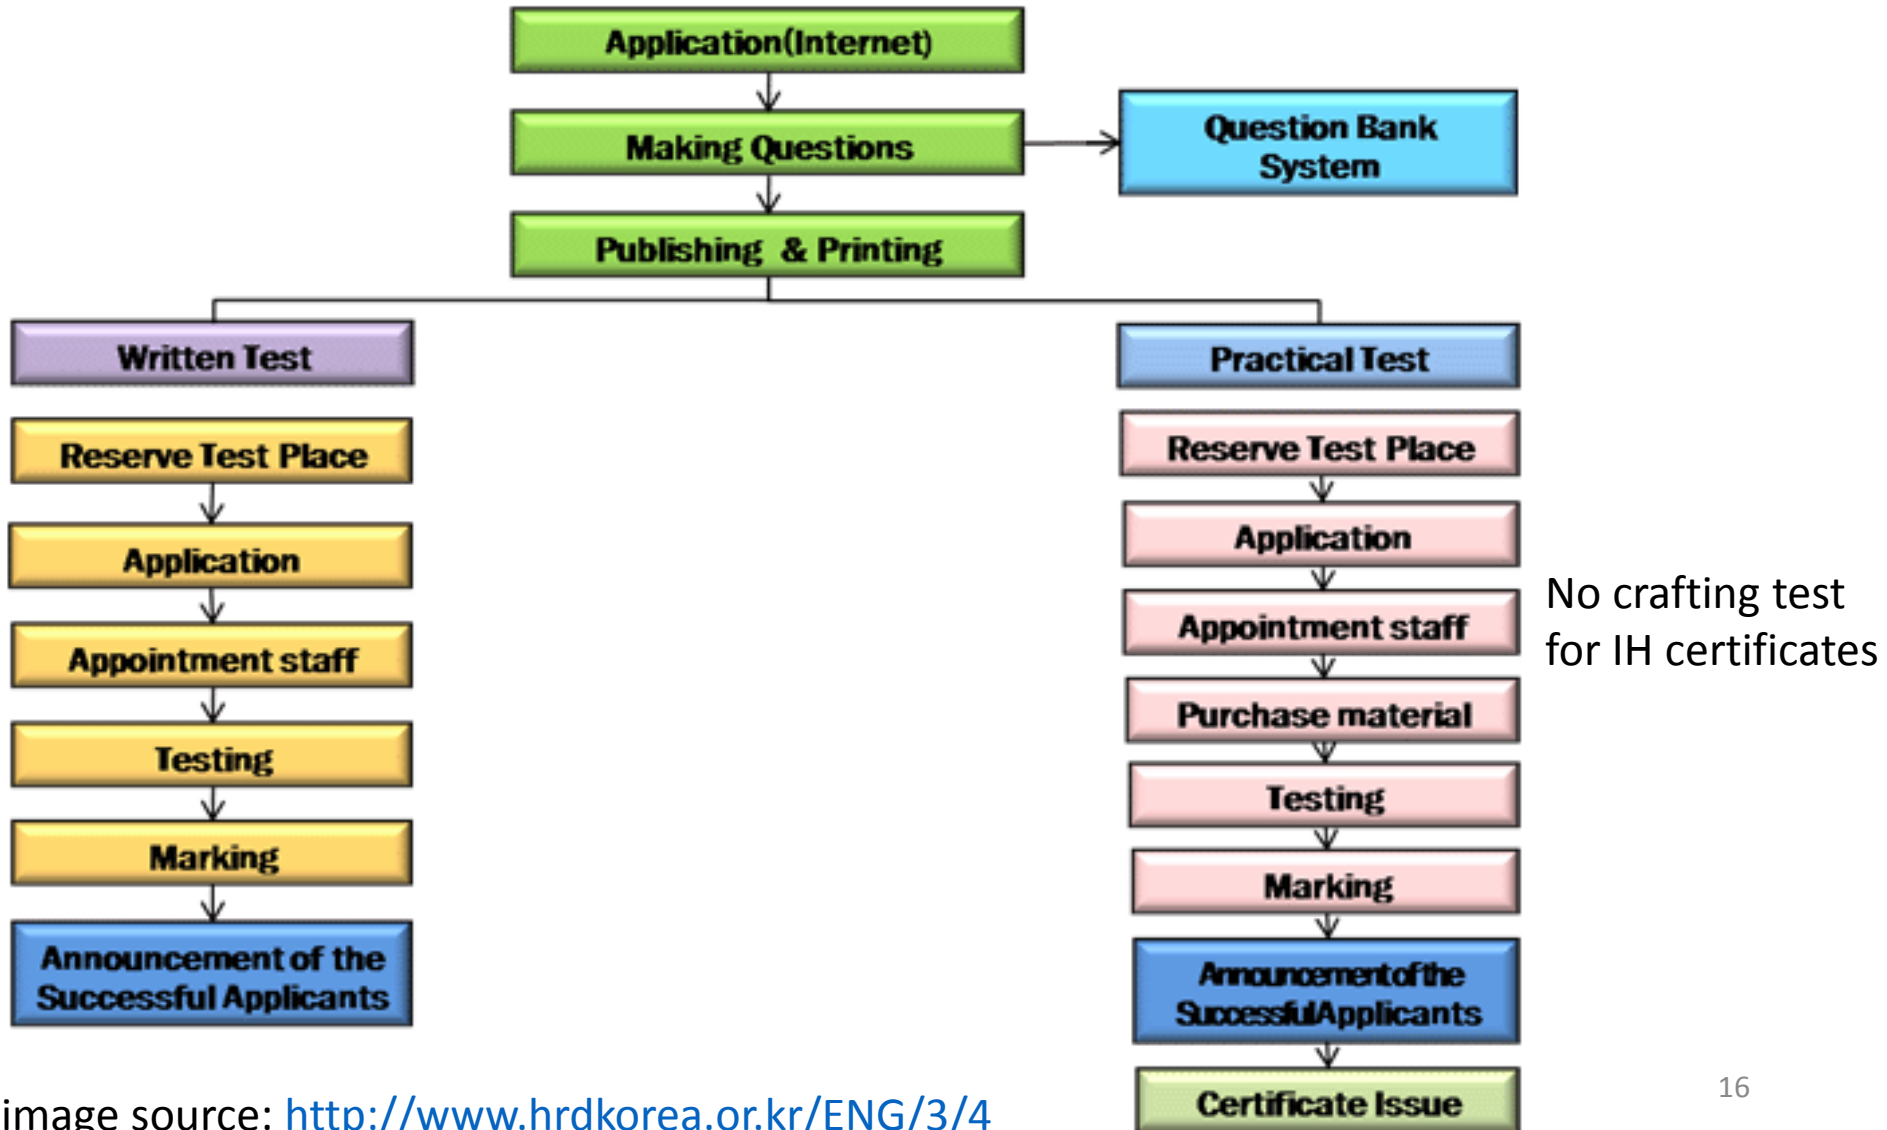 Application(Internet)
Making Questions
Question Bank
System
Publishing & Printing
Written Test
Reserve Test Place
Application
Appointment staff
Testing
Marking
Announcement of the
Successful Applicants
Practical Test
Reserve Test Place
Application
Appointment staff
Purchase material
Testing
Marking
Announcement of the
Successful Applicants
Certificate Issue
No crafting test
for IH certificates
image source: http://www.hrdkorea.or.kr/ENG/3/4
16